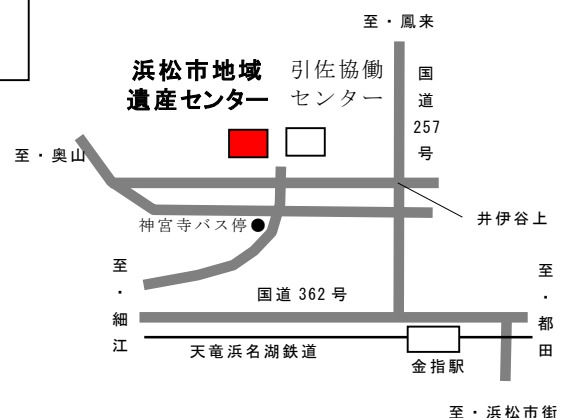 至・鳳来
浜松市地域
遺産センター
引佐協働
センター
国道257号
至・奥山
井伊谷上
神宮寺バス停
至・細江
国道 362 号
至・都田
天竜浜名湖鉄道
金指駅
至・浜松市街